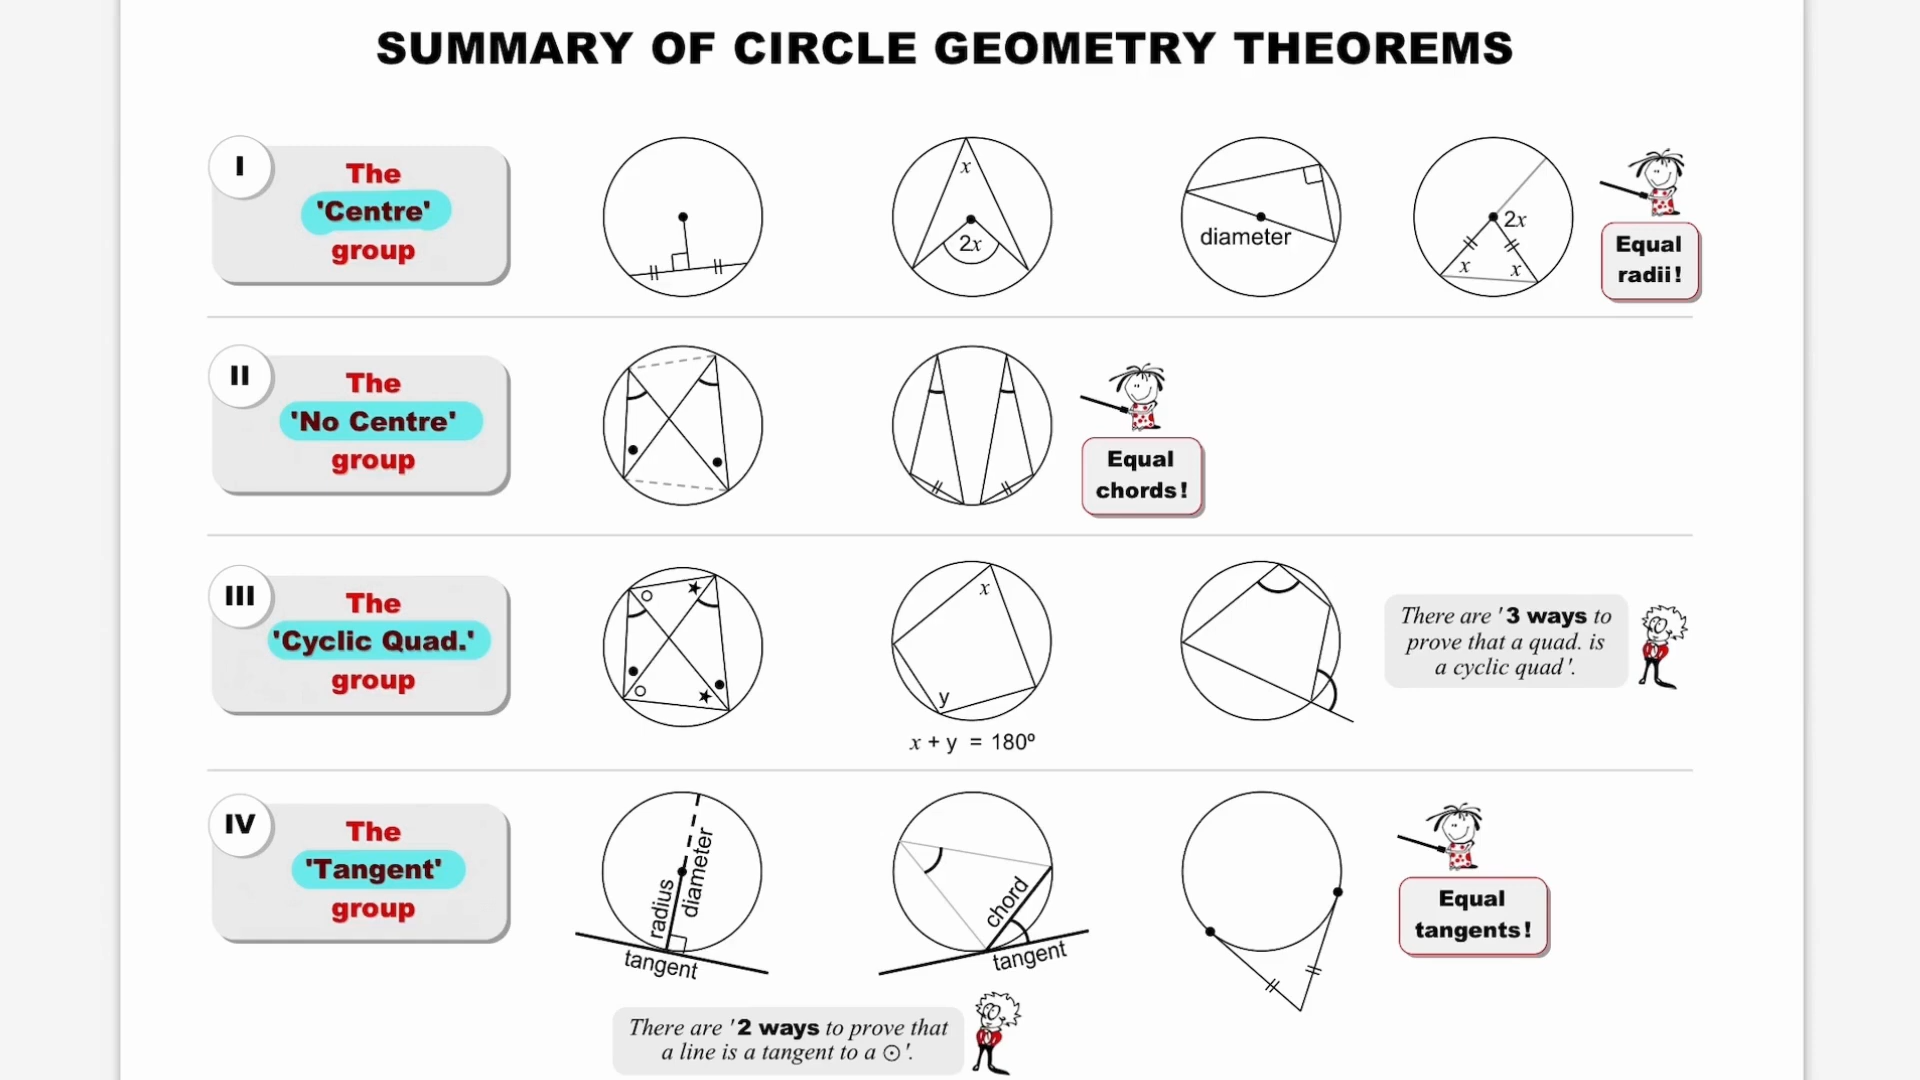 SUMMARY OF CIRCLE GEOMETRY THEOREMS
I
The
'Centre'
group
x
2x
diameter
2x
x
x
Equal
radii!
II
The
'No Centre'
group
Equal
chords!
III
The
'Cyclic Quad.'
group
x
y
x + y = 180º
There are '3 ways to
prove that a quad. is
a cyclic quad'.
IV
The
'Tangent'
group
radius
diameter
tangent
chord
tangent
Equal
tangents!
There are '2 ways to prove that
a line is a tangent to a ⊙'.